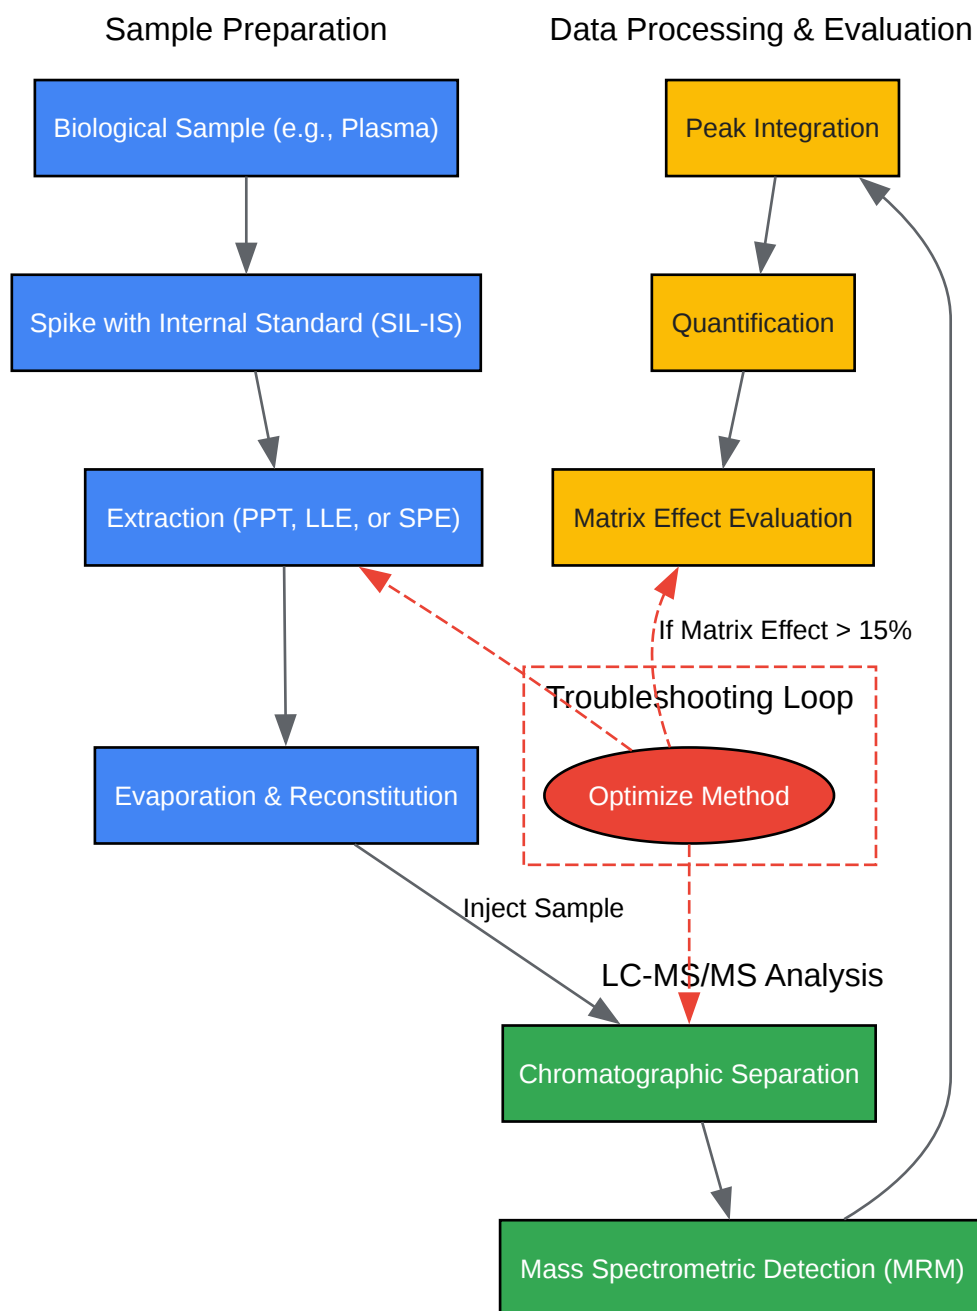 Sample Preparation
Biological Sample (e.g., Plasma)
Spike with Internal Standard (SIL-IS)
Extraction (PPT, LLE, or SPE)
Evaporation & Reconstitution
Inject Sample
Data Processing & Evaluation
Peak Integration
Quantification
Matrix Effect Evaluation
If Matrix Effect > 15%
Troubleshooting Loop
Optimize Method
LC-MS/MS Analysis
Chromatographic Separation
Mass Spectrometric Detection (MRM)